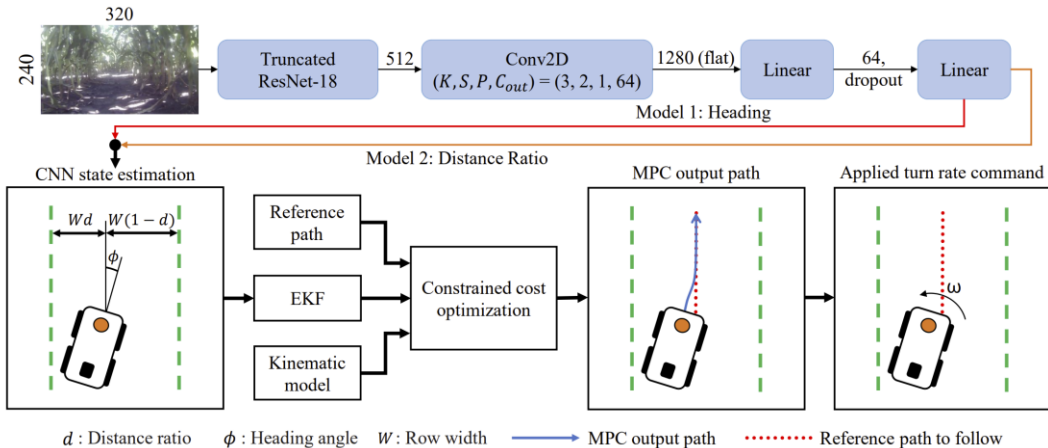 320
240
Truncated
ResNet-18
512
Conv2D
(K, S, P, C_out) = (3, 2, 1, 64)
1280 (flat)
Linear
64,
dropout
Linear
Model 1: Heading
Model 2: Distance Ratio
CNN state estimation
Wd
W(1 − d)
ϕ
Reference
path
EKF
Kinematic
model
Constrained cost
optimization
MPC output path
Applied turn rate command
ω
d : Distance ratio
ϕ : Heading angle
W : Row width
MPC output path
Reference path to follow